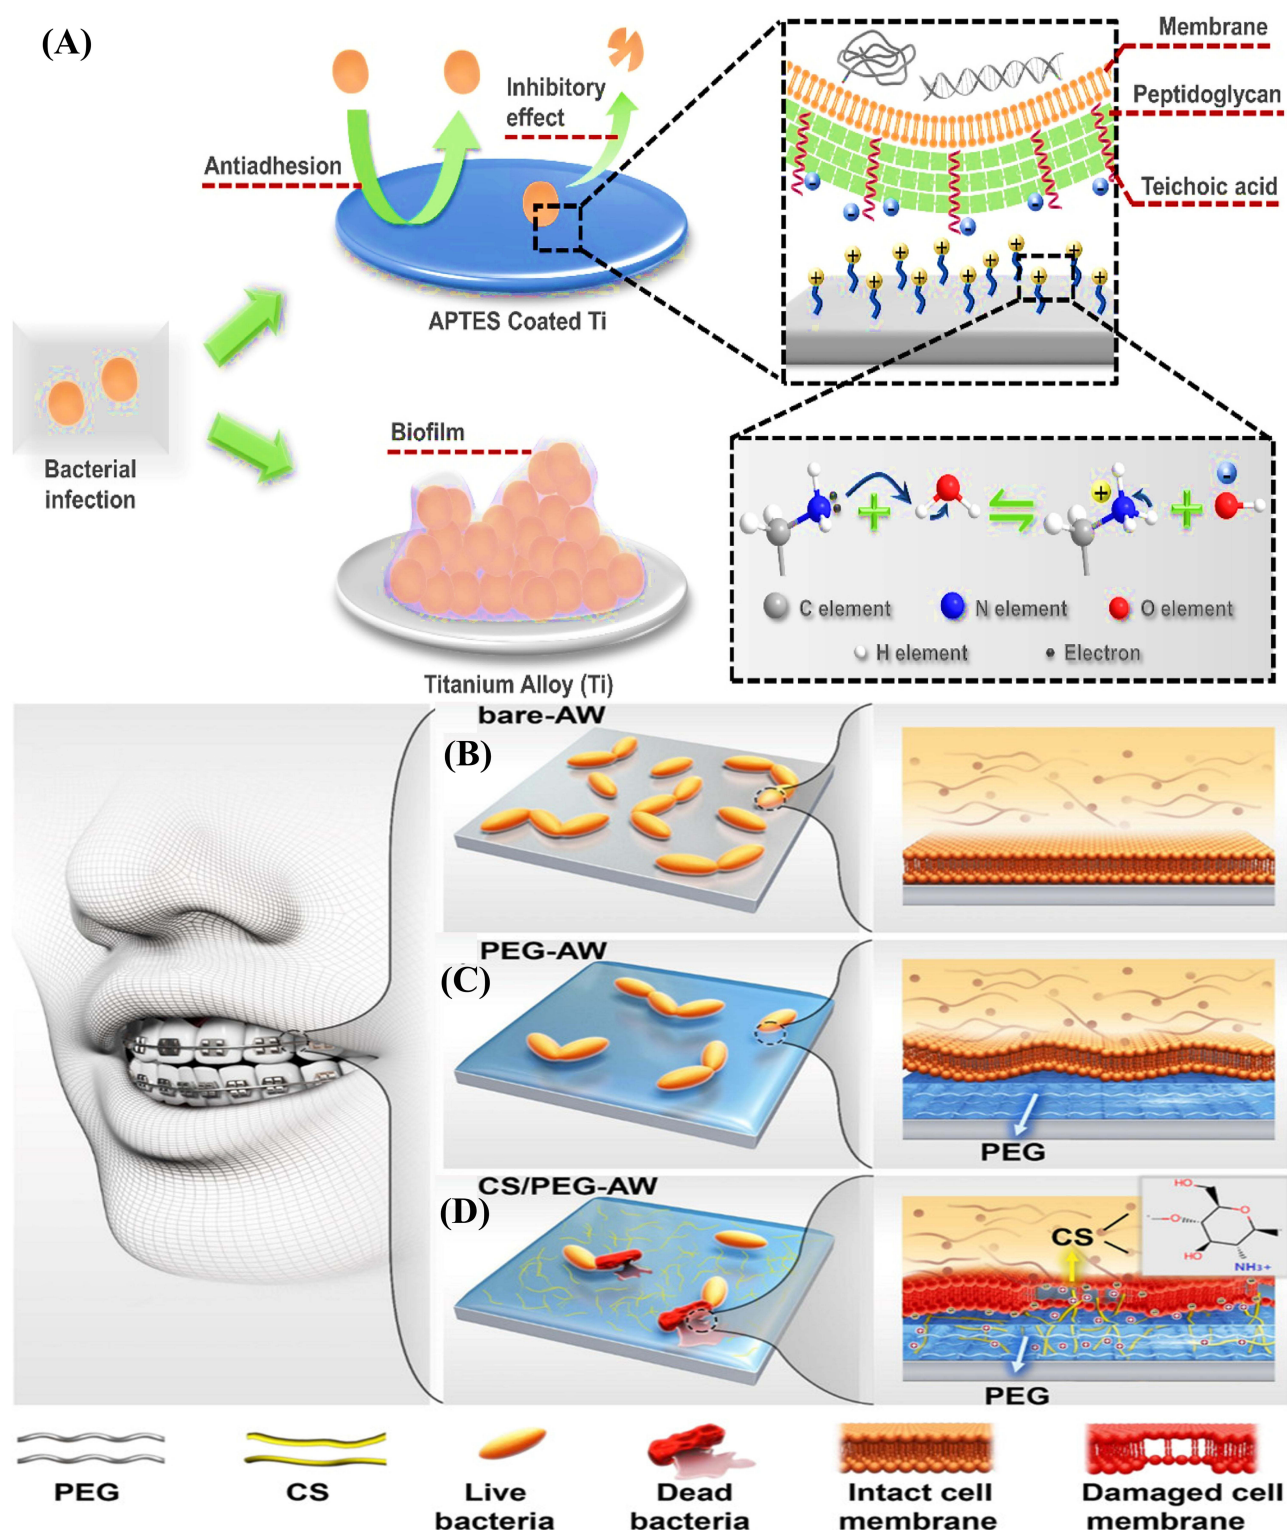 (A)
Antiadhesion
Inhibitory
effect
APTES Coated Ti
Membrane
Peptidoglycan
Teichoic acid
Bacterial
infection
Biofilm
Titanium Alloy (Ti)
C element
N element
O element
H element
Electron
bare-AW
(B)
PEG-AW
(C)
PEG
CS/PEG-AW
(D)
CS
HO
O
O
HO
NH3+
PEG
PEG
CS
Live
bacteria
Dead
bacteria
Intact cell
membrane
Damaged cell
membrane